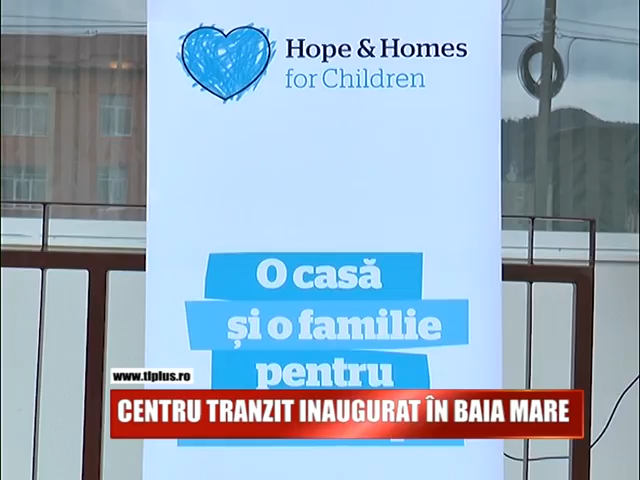 Hope & Homes
for Children
O casă
și o familie
pentru
www.tlplus.ro
CENTRU TRANZIT INAUGURAT ÎN BAIA MARE